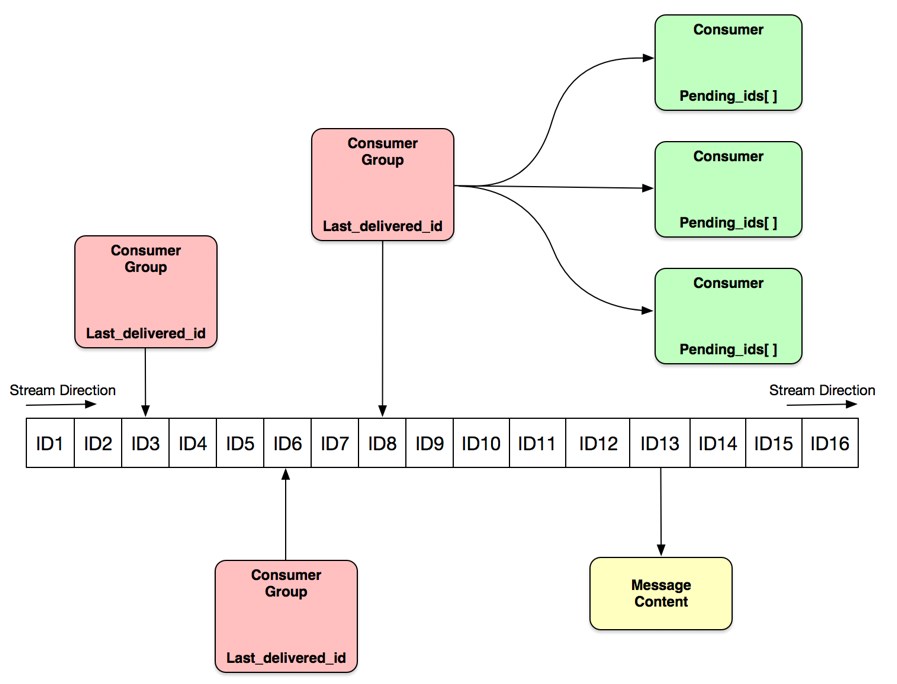 Consumer
Pending_ids[ ]
Consumer
Group
Last_delivered_id
Consumer
Pending_ids[ ]
Consumer
Group
Last_delivered_id
Consumer
Pending_ids[ ]
Stream Direction
Stream Direction
ID1 ID2 ID3 ID4 ID5 ID6 ID7 ID8 ID9 ID10 ID11 ID12 ID13 ID14 ID15 ID16
Consumer
Group
Last_delivered_id
Message
Content